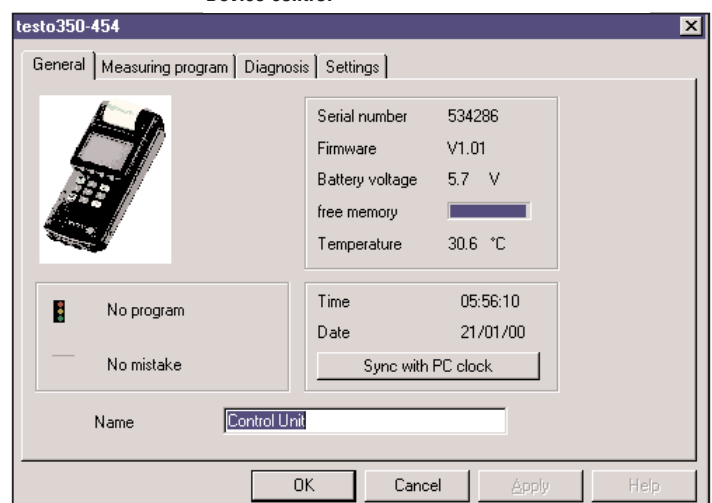 Device control
testo350-454
General Measuring program Diagnosis Settings
Serial number 534286
Firmware V1.01
Battery voltage 5.7 V
free memory
Temperature 30.6 °C
No program
No mistake
Time 05:56:10
Date 21/01/00
Sync with PC clock
Name Control Unit
OK Cancel Apply Help